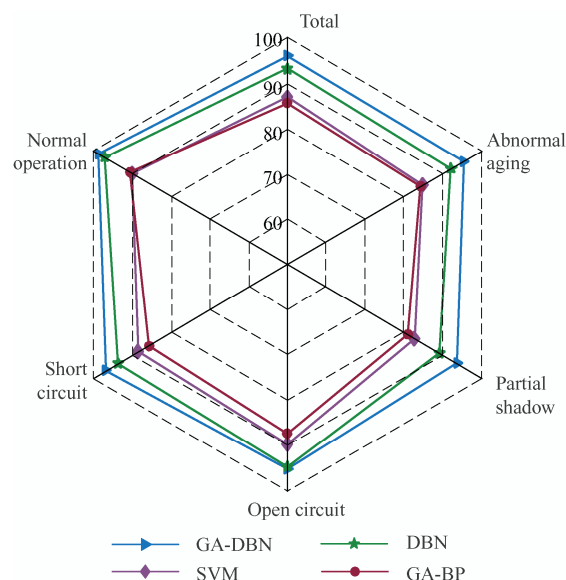 Total
100
90
80
70
60
Normal
operation
Abnormal
aging
Short
circuit
Partial
shadow
Open circuit
GA-DBN
DBN
SVM
GA-BP